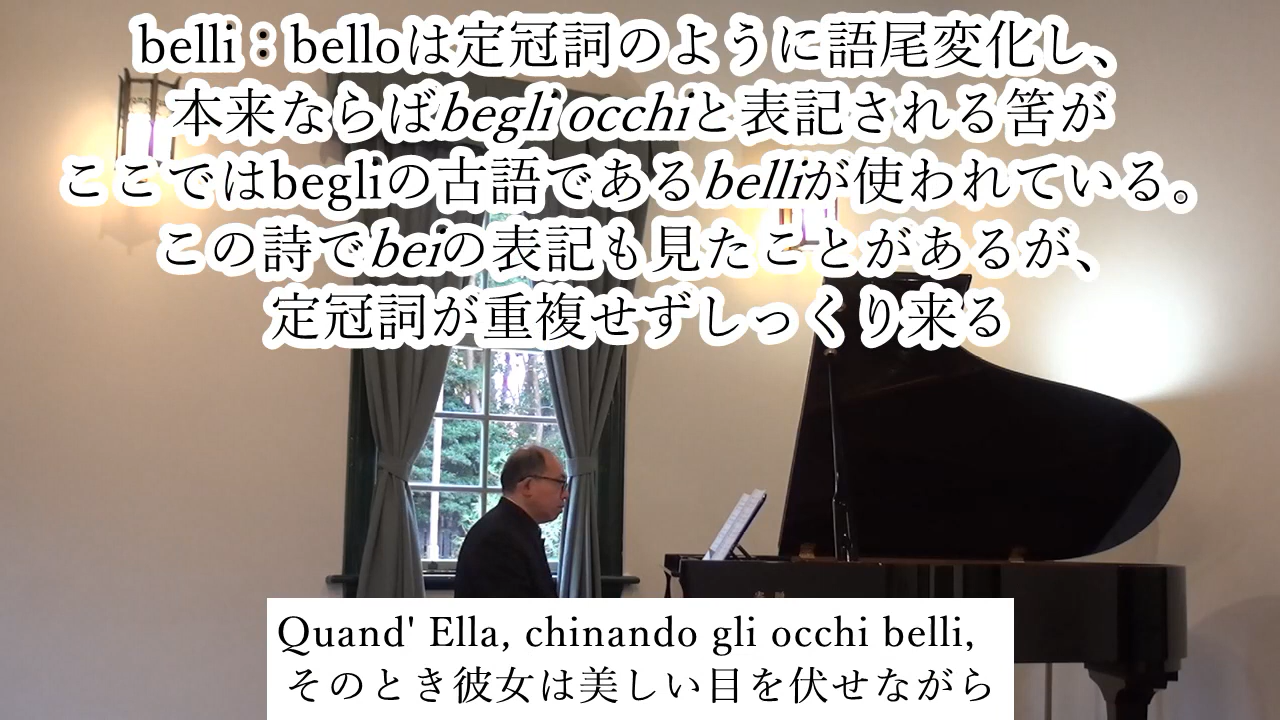 belli：belloは定冠詞のように語尾変化し、
本来ならばbegli occhiと表記される筈が
ここではbegliの古語であるbelliが使われている。
この詩でbeiの表記も見たことがあるが、
定冠詞が重複せずしっくり来る
Quand' Ella, chinando gli occhi belli,
そのとき彼女は美しい目を伏せながら